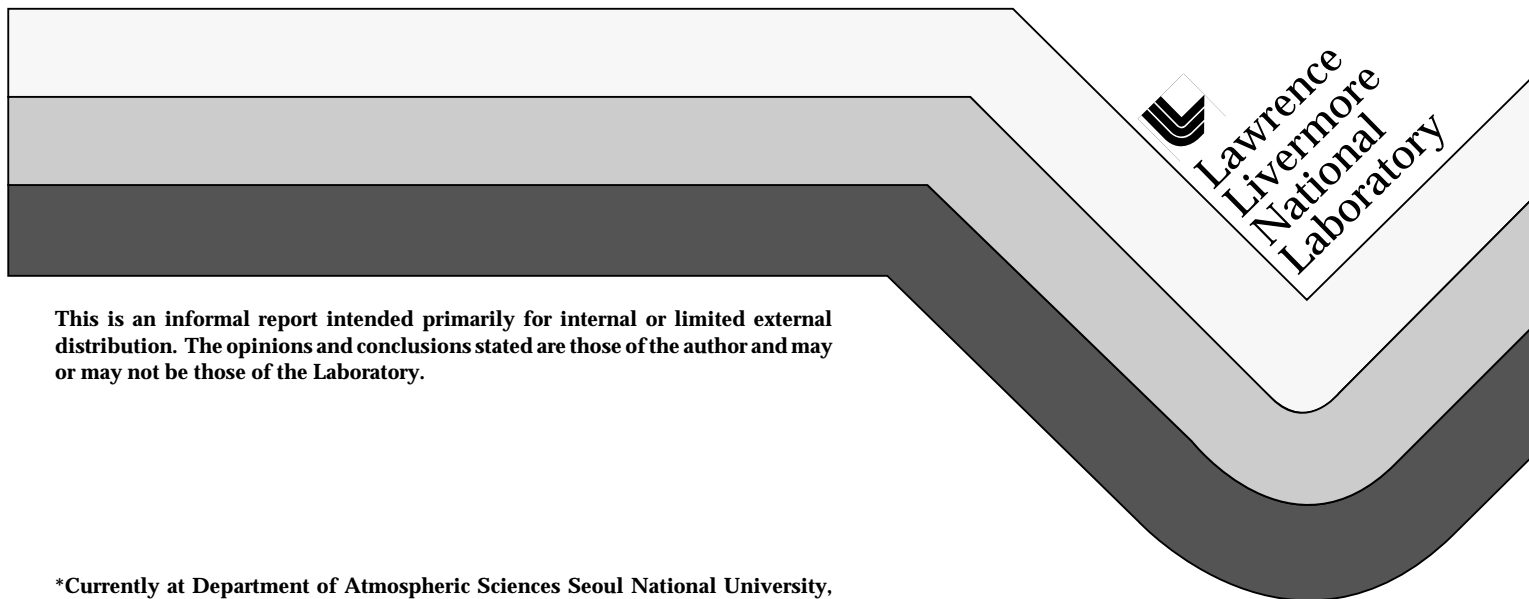 Lawrence
Livermore
National
Laboratory
This is an informal report intended primarily for internal or limited external
distribution. The opinions and conclusions stated are those of the author and may
or may not be those of the Laboratory.
*Currently at Department of Atmospheric Sciences Seoul National University,